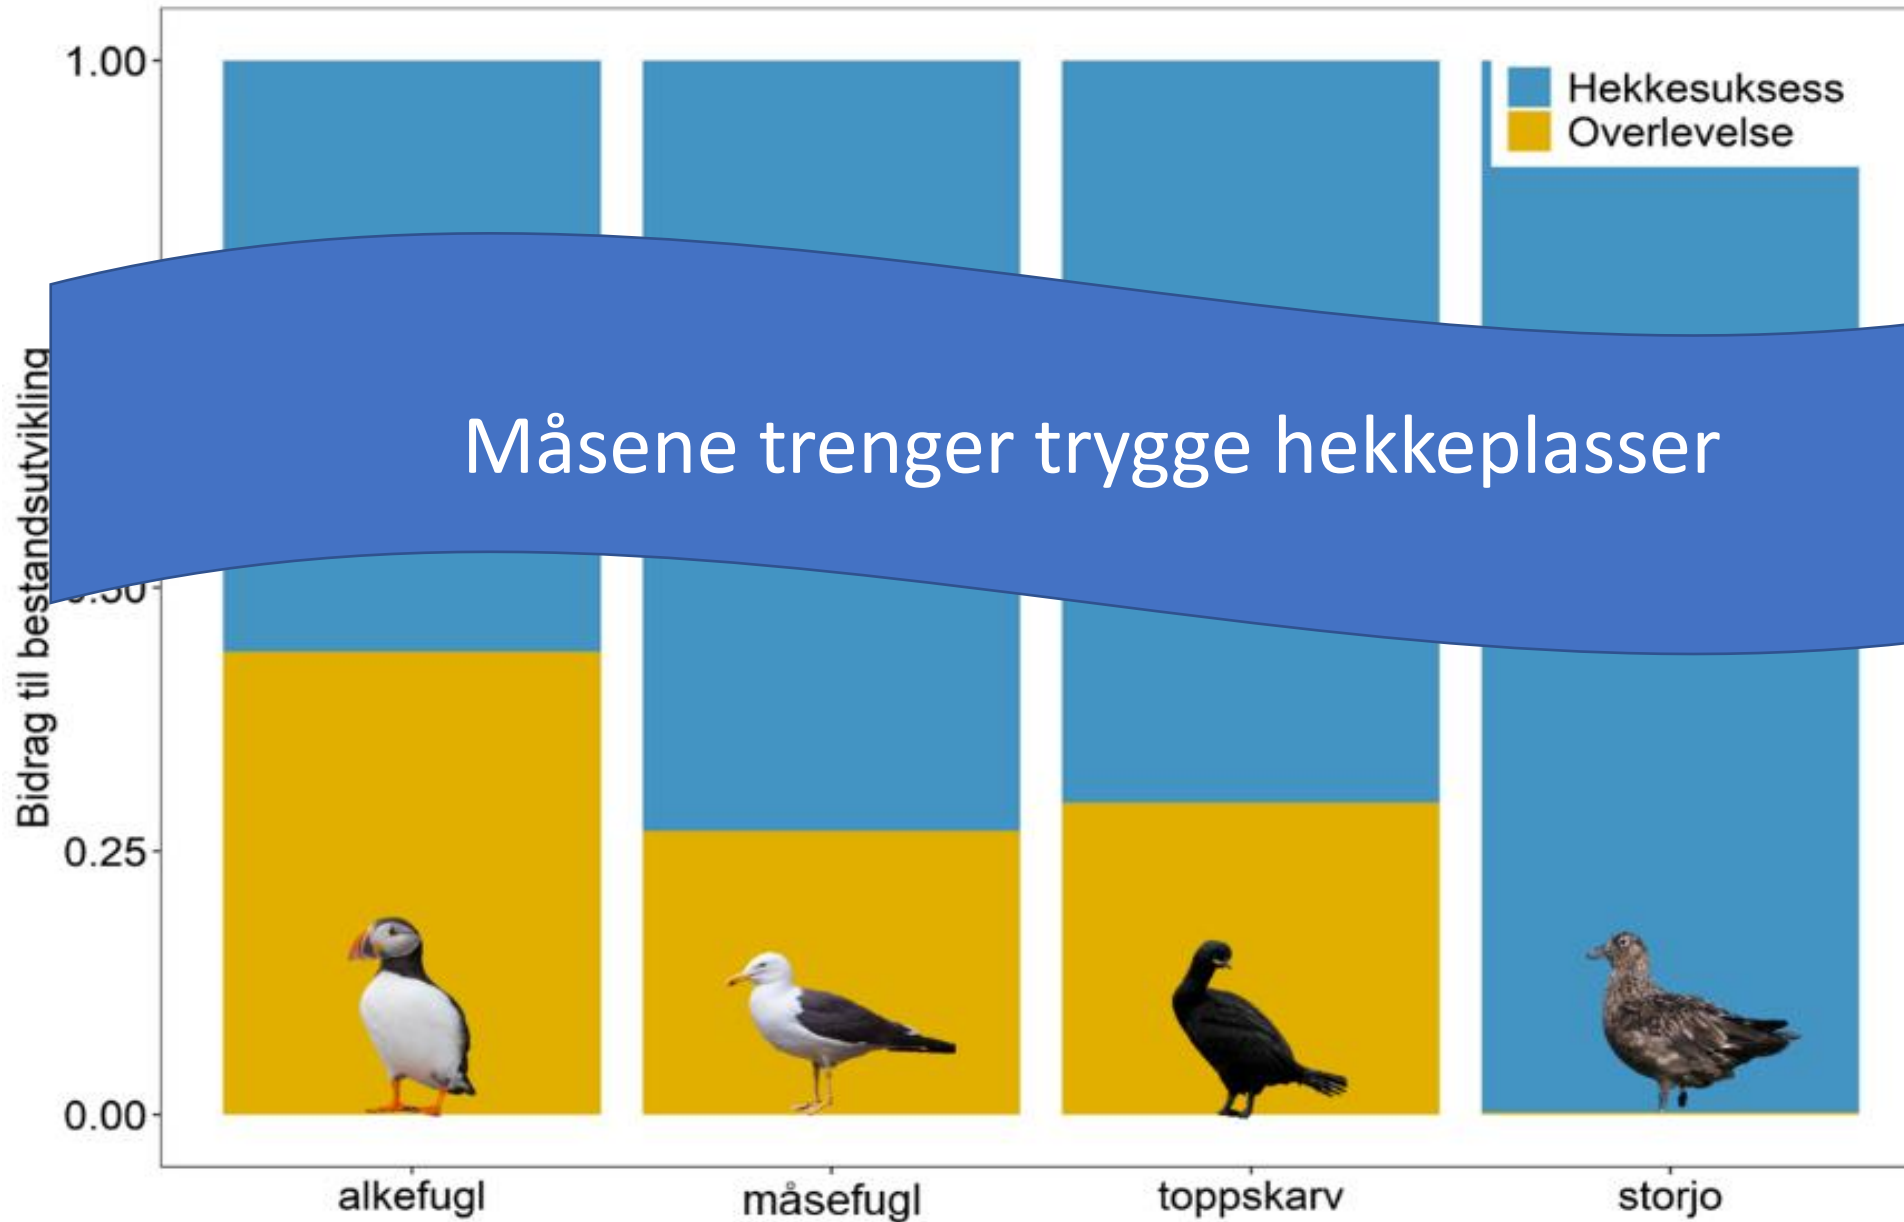 1.00
Hekkesuksess
Overlevelse
Måsene trenger trygge hekkeplasser
Bidrag til bestandsutvikling
0.25
0.00
alkefugl
måsefugl
toppskarv
storjo